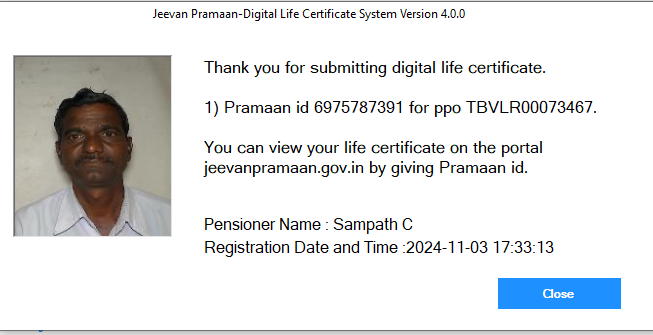 Jeevan Pramaan-Digital Life Certificate System Version 4.0.0
Thank you for submitting digital life certificate.
1) Pramaan id 6975787391 for ppo TBVLR00073467.
You can view your life certificate on the portal
jeevanpramaan.gov.in by giving Pramaan id.
Pensioner Name : Sampath C
Registration Date and Time :2024-11-03 17:33:13
Close